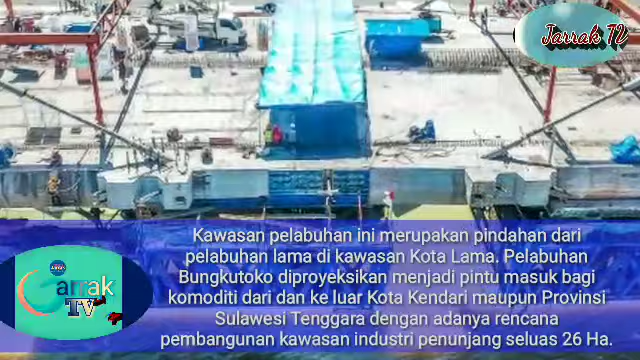 Jarrak TV
Kawasan pelabuhan ini merupakan pindahan dari
pelabuhan lama di kawasan Kota Lama. Pelabuhan
Bungkutoko diproyeksikan menjadi pintu masuk bagi
komoditi dari dan ke luar Kota Kendari maupun Provinsi
Sulawesi Tenggara dengan adanya rencana
pembangunan kawasan industri penunjang seluas 26 Ha.
Jarrak
TV